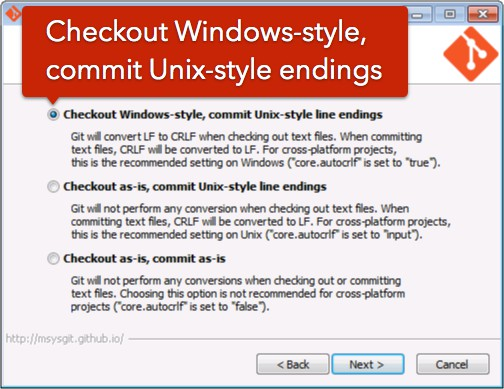 Checkout Windows-style,
commit Unix-style endings
Checkout Windows-style, commit Unix-style line endings
Git will convert LF to CRLF when checking out text files. When committing
text files, CRLF will be converted to LF. For cross-platform projects,
this is the recommended setting on Windows ("core.autocrlf" is set to "true").
Checkout as-is, commit Unix-style line endings
Git will not perform any conversion when checking out text files. When
committing text files, CRLF will be converted to LF. For cross-platform projects,
this is the recommended setting on Unix ("core.autocrlf" is set to "input").
Checkout as-is, commit as-is
Git will not perform any conversions when checking out or committing
text files. Choosing this option is not recommended for cross-platform
projects ("core.autocrlf" is set to "false").
http://msysgit.github.io/
< Back
Next >
Cancel